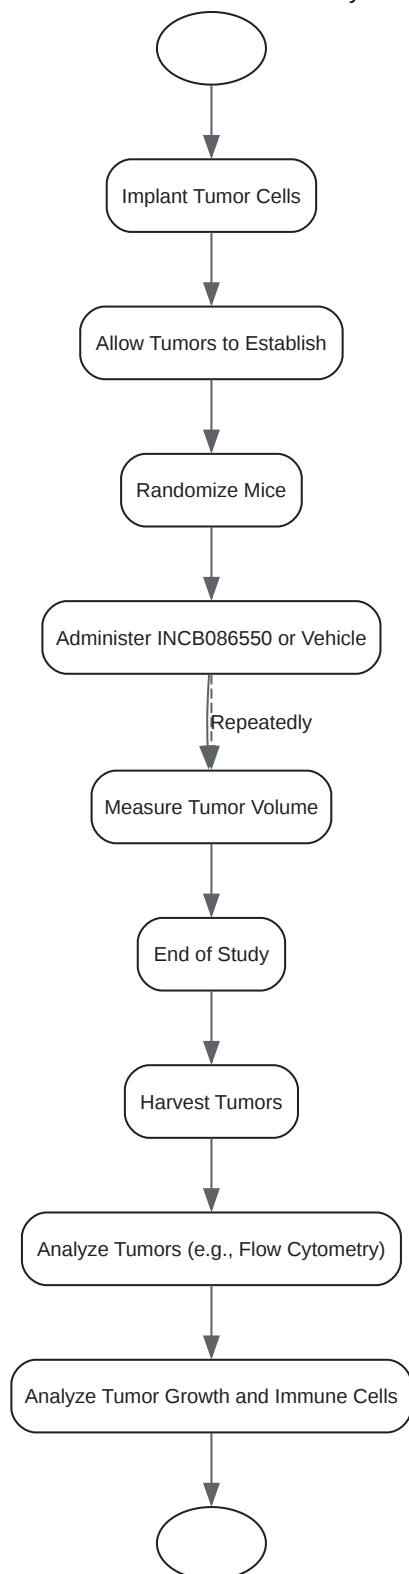 Implant Tumor Cells
Allow Tumors to Establish
Randomize Mice
Administer INCB086550 or Vehicle
Repeatedly
Measure Tumor Volume
End of Study
Harvest Tumors
Analyze Tumors (e.g., Flow Cytometry)
Analyze Tumor Growth and Immune Cells